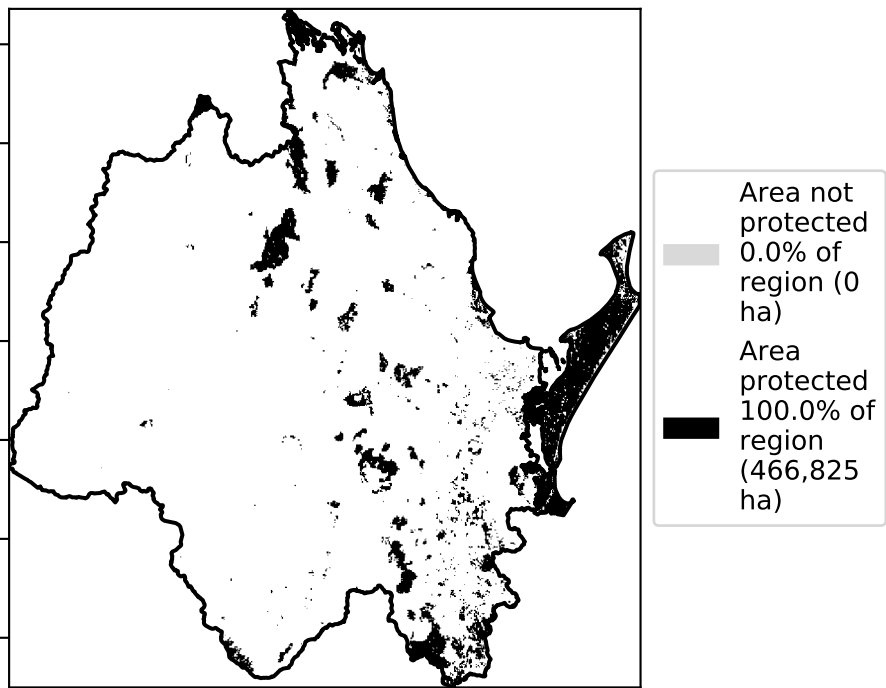 Area not
protected
0.0% of
region (0
ha)
Area
protected
100.0% of
region
(466,825
ha)